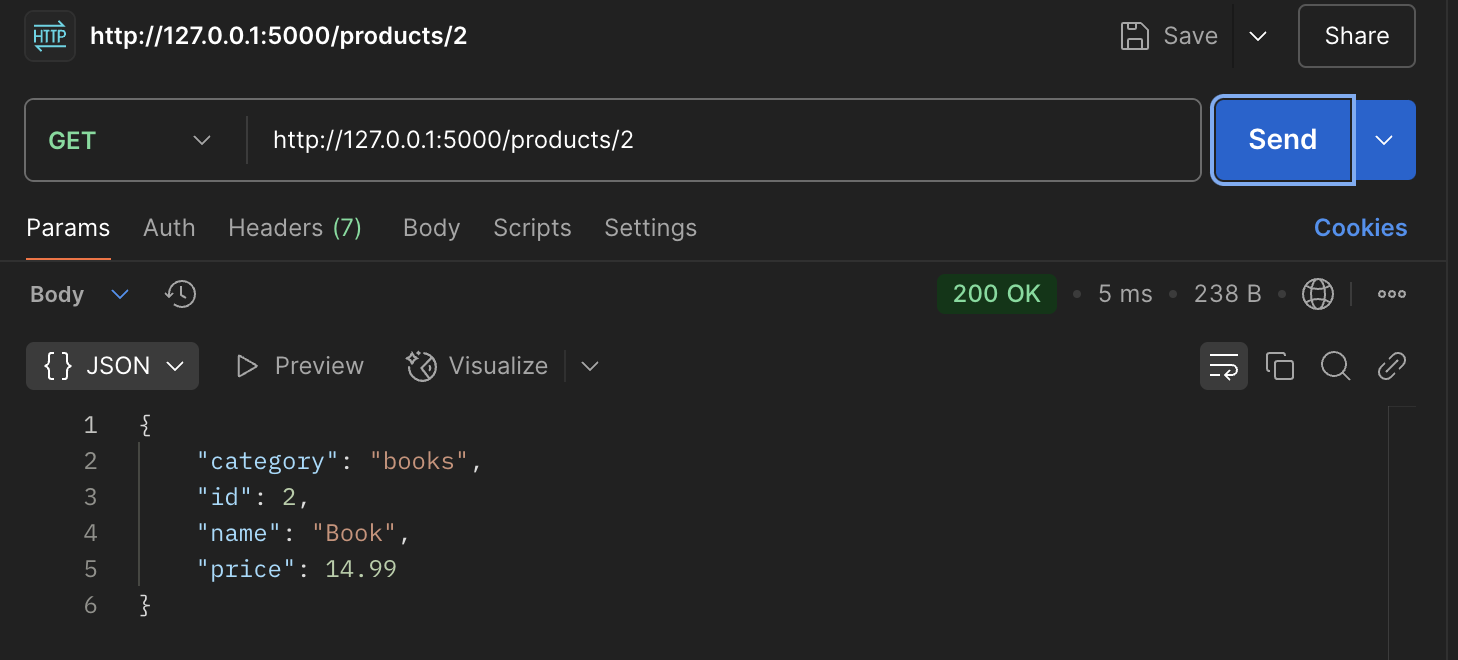 HTTP http://127.0.0.1:5000/products/2 Save Share
GET http://127.0.0.1:5000/products/2 Send
Params Auth Headers (7) Body Scripts Settings Cookies
Body 200 OK • 5 ms • 238 B •
{} JSON Preview Visualize
1 {
2 "category": "books",
3 "id": 2,
4 "name": "Book",
5 "price": 14.99
6 }